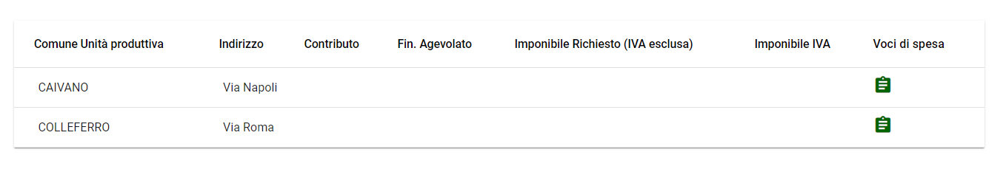 Comune Unità produttiva Indirizzo Contributo Fin. Agevolato Imponibile Richiesto (IVA esclusa) Imponibile IVA Voci di spesa
CAIVANO Via Napoli
COLLEFERRO Via Roma